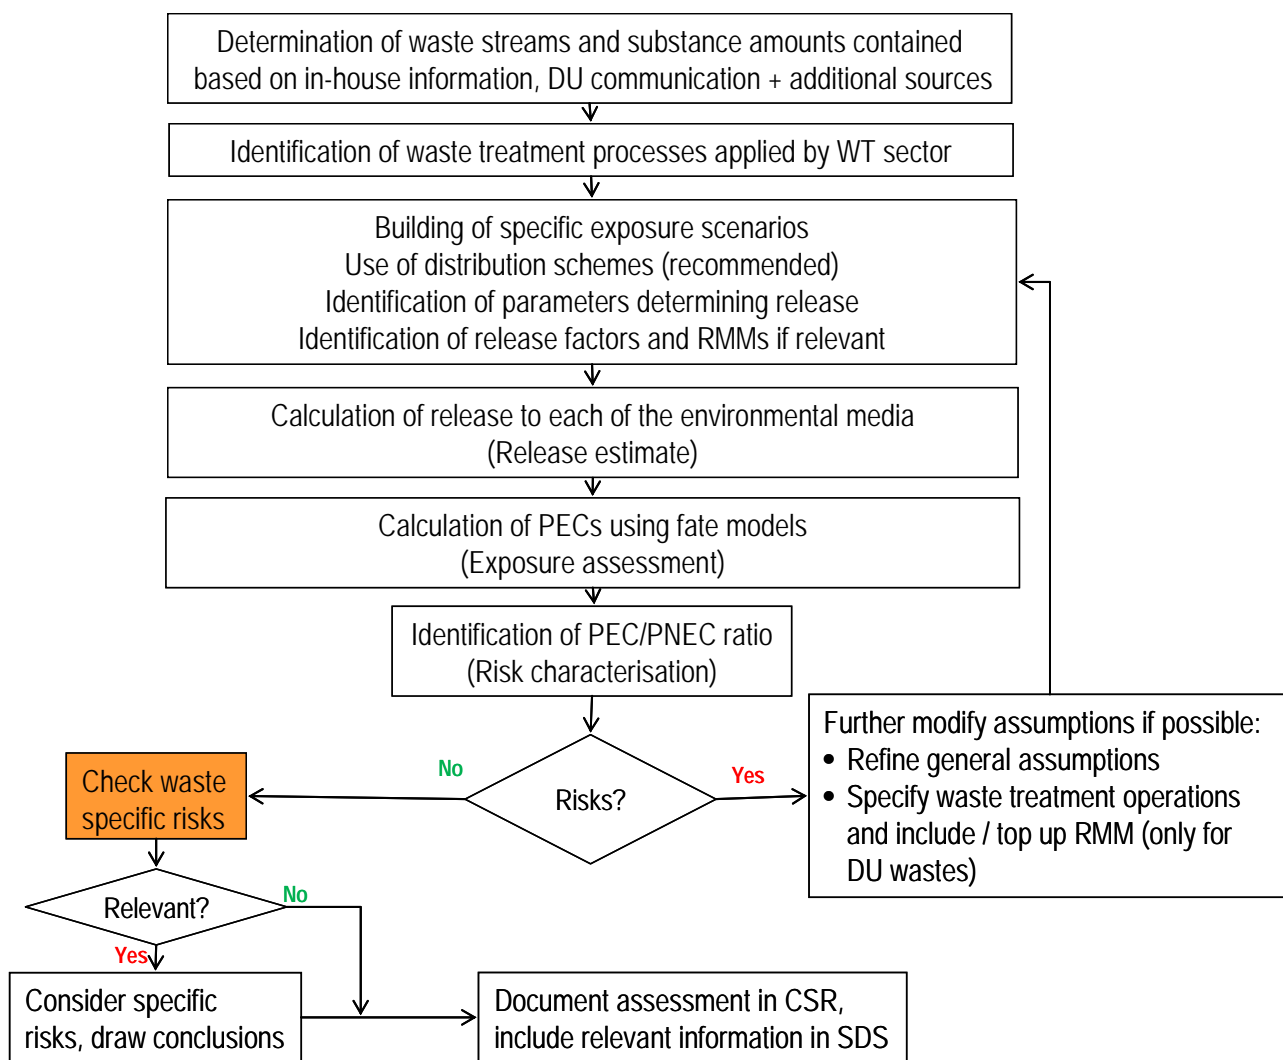 Determination of waste streams and substance amounts contained
based on in-house information, DU communication + additional sources
Identification of waste treatment processes applied by WT sector
Building of specific exposure scenarios
Use of distribution schemes (recommended)
Identification of parameters determining release
Identification of release factors and RMMs if relevant
Calculation of release to each of the environmental media
(Release estimate)
Calculation of PECs using fate models
(Exposure assessment)
Identification of PEC/PNEC ratio
(Risk characterisation)
Further modify assumptions if possible:
• Refine general assumptions
• Specify waste treatment operations
and include / top up RMM (only for
DU wastes)
No
Yes
Risks?
Check waste
specific risks
No
Relevant?
Yes
Consider specific
risks, draw conclusions
Document assessment in CSR,
include relevant information in SDS